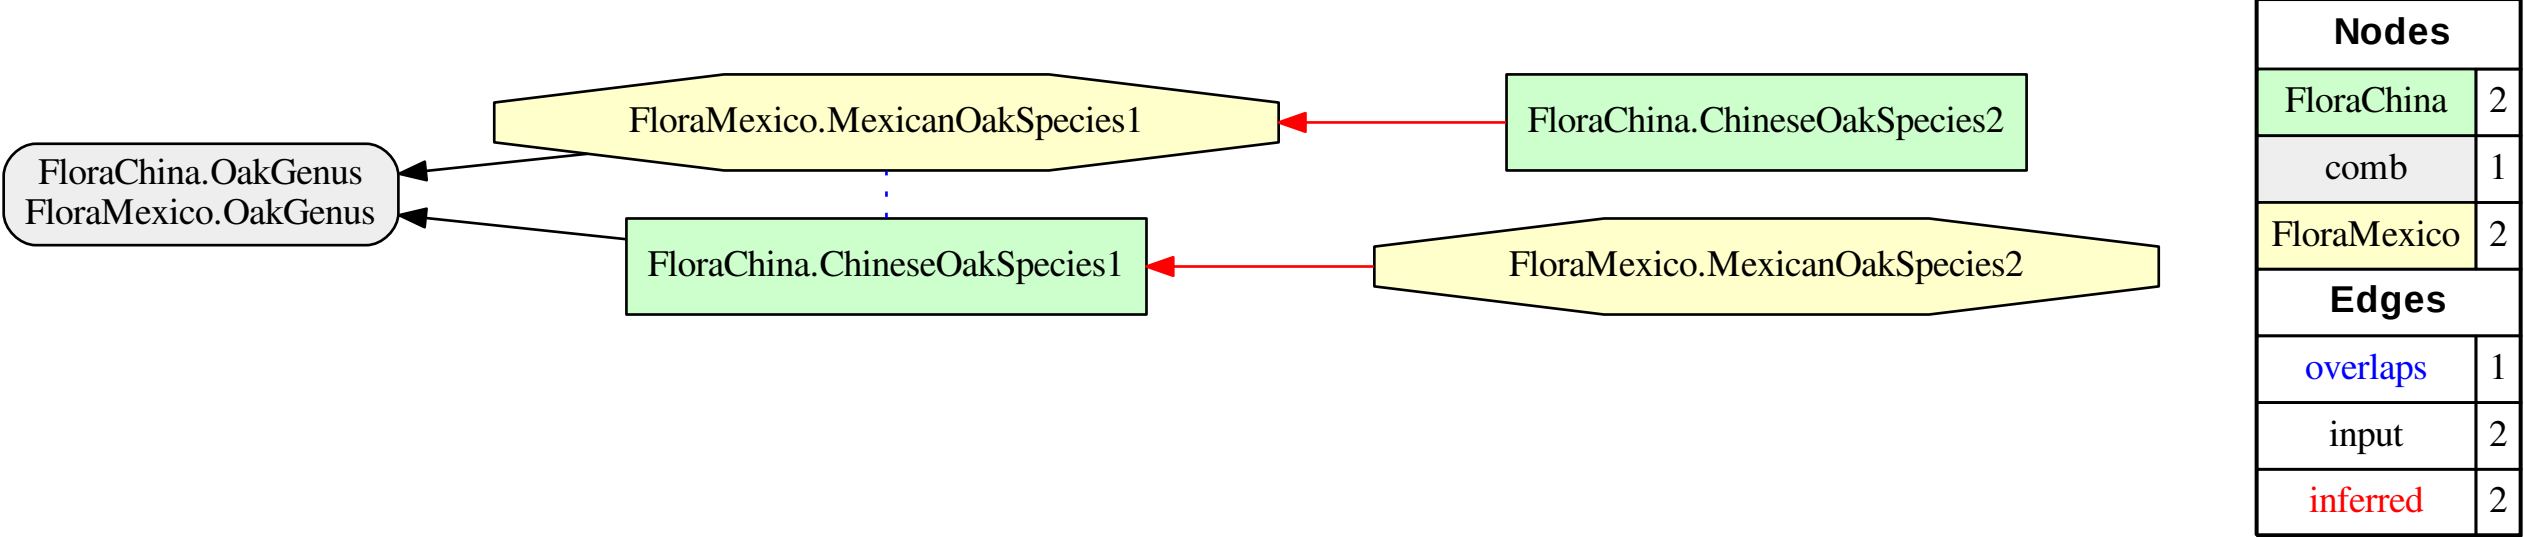 FloraChina.OakGenus
FloraMexico.OakGenus
FloraMexico.MexicanOakSpecies1
FloraChina.ChineseOakSpecies1
FloraChina.ChineseOakSpecies2
FloraMexico.MexicanOakSpecies2
Nodes
FloraChina 2
comb 1
FloraMexico 2
Edges
overlaps 1
input 2
inferred 2